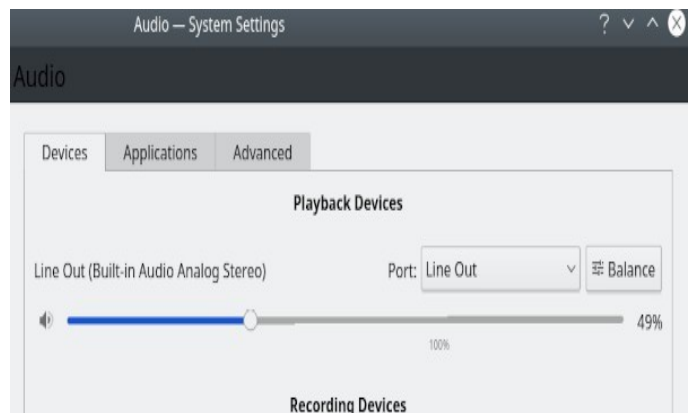 Audio — System Settings
Audio
Devices Applications Advanced
Playback Devices
Line Out (Built-in Audio Analog Stereo) Port: Line Out Balance
49%
100%
Recording Devices